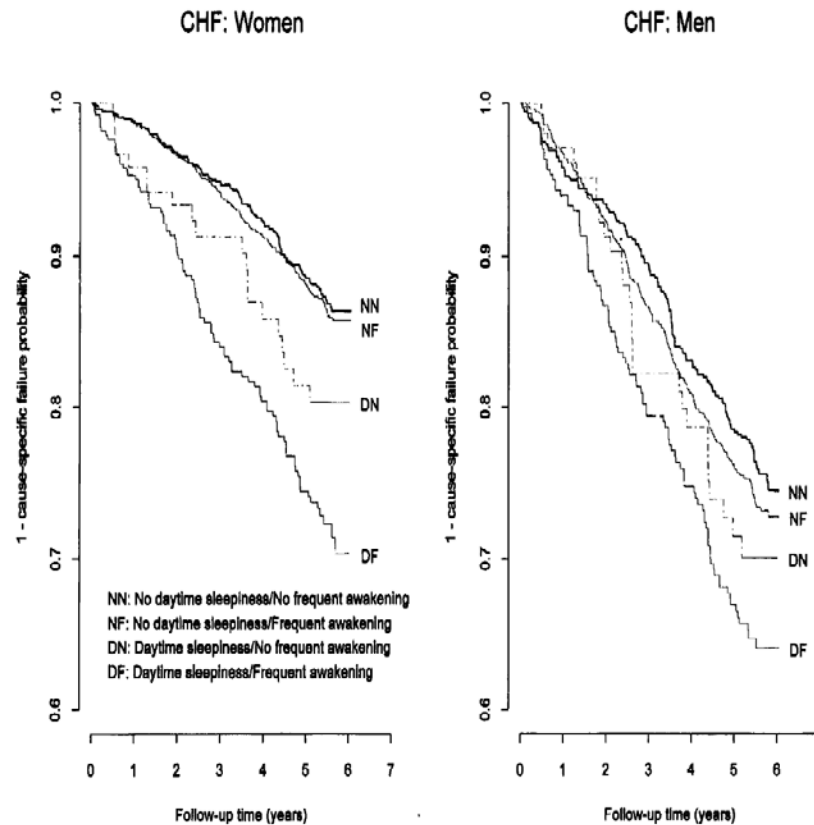 CHF: Women
1 - cause-specific failure probability
1.0
0.9
0.8
0.7
0.6
NN
NF
DN
DF
NN: No daytime sleepiness/No frequent awakening
NF: No daytime sleepiness/Frequent awakening
DN: Daytime sleepiness/No frequent awakening
DF: Daytime sleepiness/Frequent awakening
0 1 2 3 4 5 6 7
Follow-up time (years)
CHF: Men
1 - cause-specific failure probability
1.0
0.9
0.8
0.7
0.6
NN
NF
DN
DF
0 1 2 3 4 5 6
Follow-up time (years)